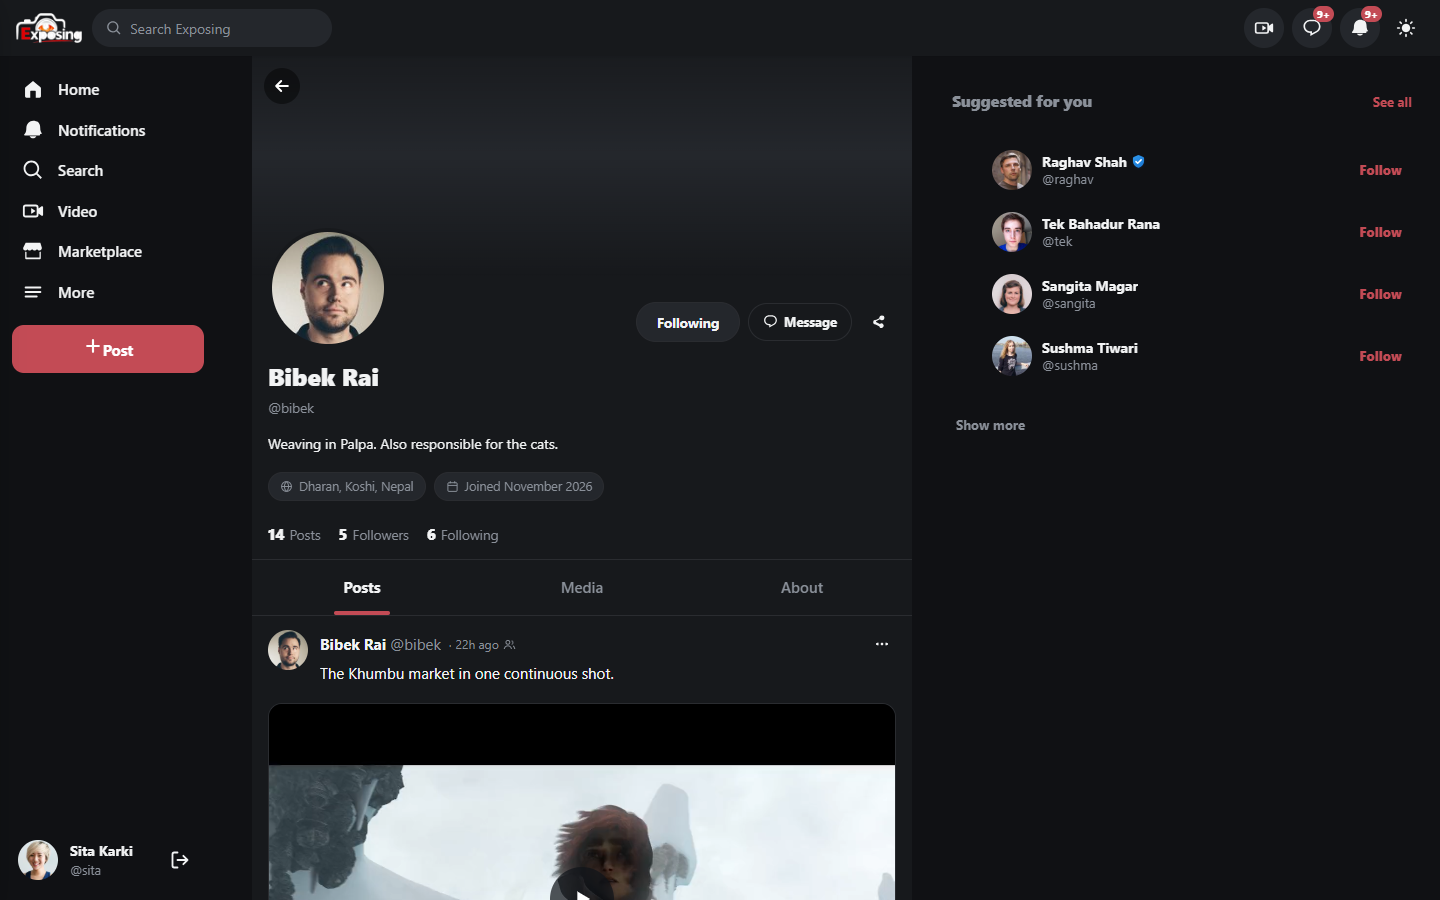 Exposing
Search Exposing
9+
9+
Home
Notifications
Search
Video
Marketplace
More
+ Post
Sita Karki
@sita
Following
Message
Bibek Rai
@bibek
Weaving in Palpa. Also responsible for the cats.
Dharan, Koshi, Nepal
Joined November 2026
14 Posts 5 Followers 6 Following
Posts Media About
Bibek Rai @bibek · 22h ago
The Khumbu market in one continuous shot.
Suggested for you See all
Raghav Shah
@raghav
Follow
Tek Bahadur Rana
@tek
Follow
Sangita Magar
@sangita
Follow
Sushma Tiwari
@sushma
Follow
Show more